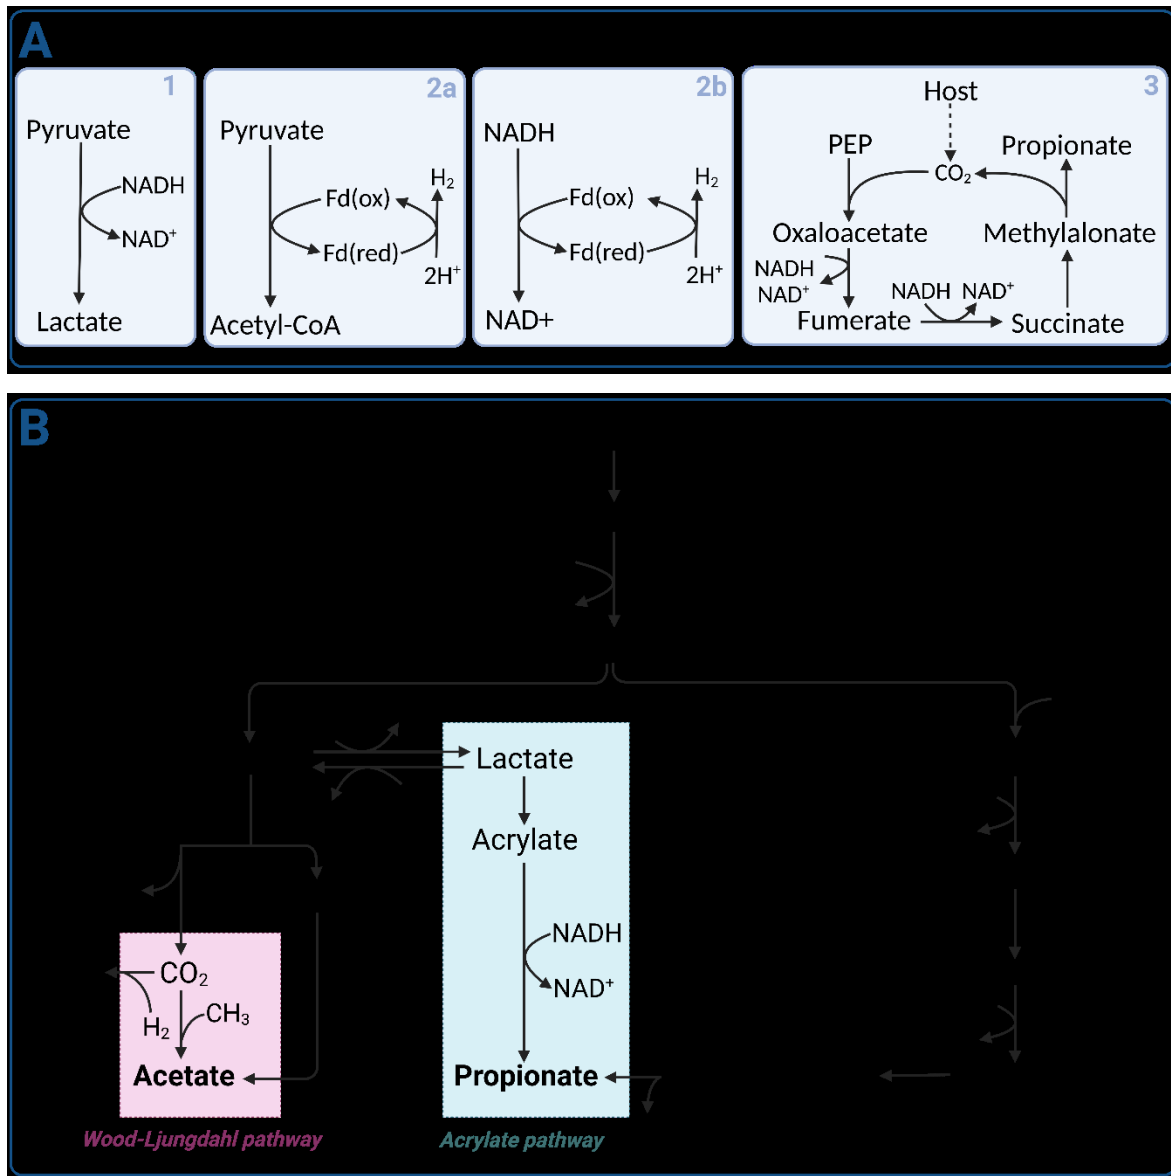 A
1
Pyruvate
NADH
NAD⁺
Lactate
2a
Pyruvate
Fd(ox)
H₂
Fd(red)
2H⁺
Acetyl-CoA
2b
NADH
Fd(ox)
H₂
Fd(red)
2H⁺
NAD+
3
Host
PEP
CO₂
Propionate
Oxaloacetate
Methylalonate
NADH
NAD⁺
NADH
NAD⁺
Fumerate
Succinate
B
Lactate
Acrylate
NADH
NAD⁺
Propionate
Acrylate pathway
CO₂
H₂
CH₃
Acetate
Wood-Ljungdahl pathway